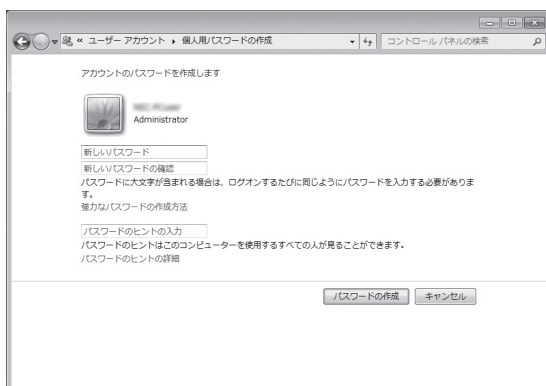 « ユーザー アカウント ▸ 個人用パスワードの作成
コントロール パネルの検索
アカウントのパスワードを作成します
Administrator
新しいパスワード
新しいパスワードの確認
パスワードに大文字が含まれる場合は、ログオンするたびに同じようにパスワードを入力する必要がありま
す。
強力なパスワードの作成方法
パスワードのヒントの入力
パスワードのヒントはこのコンピューターを使用するすべての人が見ることができます。
パスワードのヒントの詳細
パスワードの作成
キャンセル